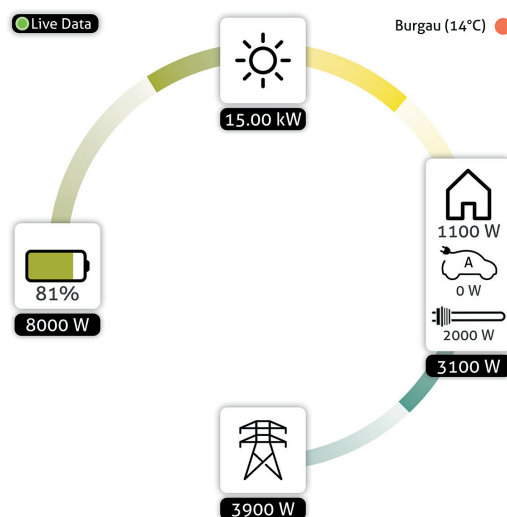 Live Data
Burgau (14°C)
15.00 kW
1100 W
A
0 W
81%
2000 W
8000 W
3100 W
3900 W